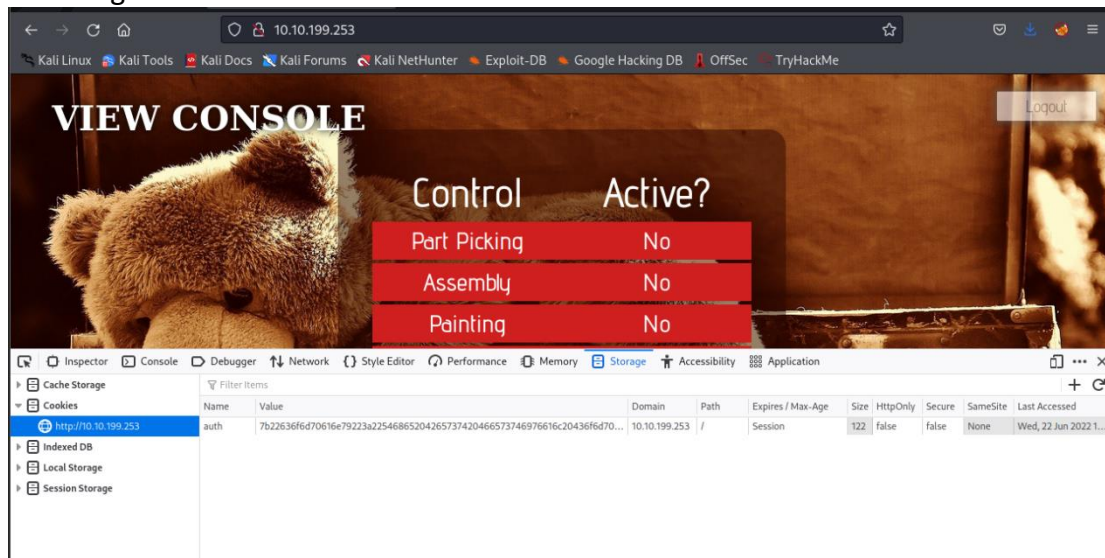 10.10.199.253
Kali Linux Kali Tools Kali Docs Kali Forums Kali NetHunter Exploit-DB Google Hacking DB OffSec TryHackMe
VIEW CONSOLE
Logout
Control Active?
Part Picking No
Assembly No
Painting No
Inspector Console Debugger Network {} Style Editor Performance Memory Storage Accessibility Application
Cache Storage
Filter Items
Cookies
Name Value Domain Path Expires / Max-Age Size HttpOnly Secure SameSite Last Accessed
http://10.10.199.253
auth 7b22636f6d70616e79223a22546865204265737420466573746976616c20436f6d70... 10.10.199.253 / Session 122 false false None Wed, 22 Jun 2022 1...
Indexed DB
Local Storage
Session Storage